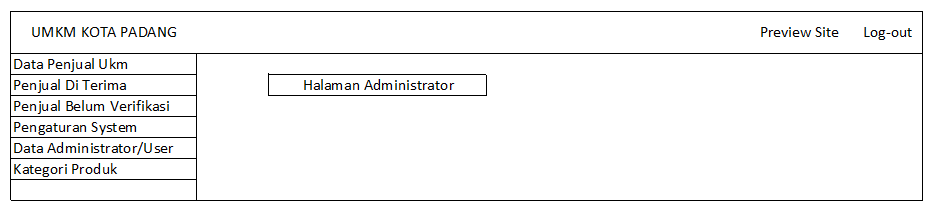 UMKM KOTA PADANG
Preview Site
Log-out
Data Penjual Ukm
Penjual Di Terima
Penjual Belum Verifikasi
Pengaturan System
Data Administrator/User
Kategori Produk
Halaman Administrator